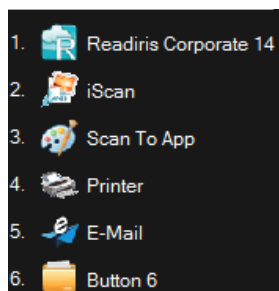 1. Readiris Corporate 14
2. iScan
3. Scan To App
4. Printer
5. E-Mail
6. Button 6